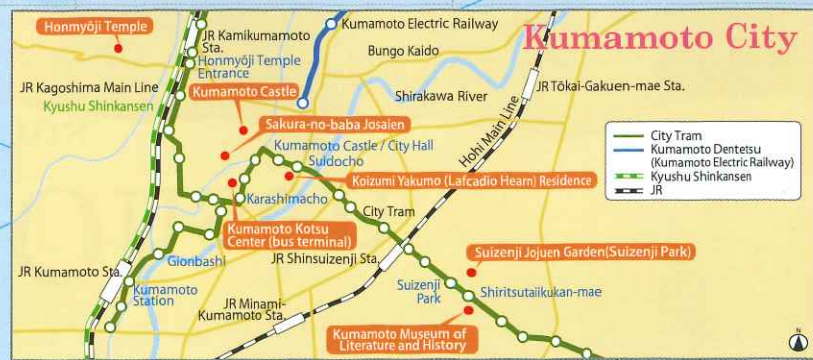 Kumamoto City
Honmyōji Temple
JR Kamikumamoto
Sta.
Honmyōji Temple
Entrance
Kumamoto Electric Railway
Bungo Kaido
JR Kagoshima Main Line
Kyushu Shinkansen
Kumamoto Castle
Shirakawa River
JR Tōkai-Gakuen-mae Sta.
Sakura-no-baba Josaien
Hohi Main Line
Kumamoto Castle / City Hall
Suidocho
Koizumi Yakumo (Lafcadio Hearn) Residence
Karashimacho
City Tram
Kumamoto Kotsu
Center (bus terminal)
City Tram
Kumamoto Dentetsu
(Kumamoto Electric Railway)
Kyushu Shinkansen
JR
JR Kumamoto Sta.
Gionbashi
JR Shinsuizenji Sta.
Suizenji Jojuen Garden(Suizenji Park)
Kumamoto
Station
Suizenji
Park
Shiritsutaiikukan-mae
JR Minami-
Kumamoto Sta.
Kumamoto Museum of
Literature and History
N